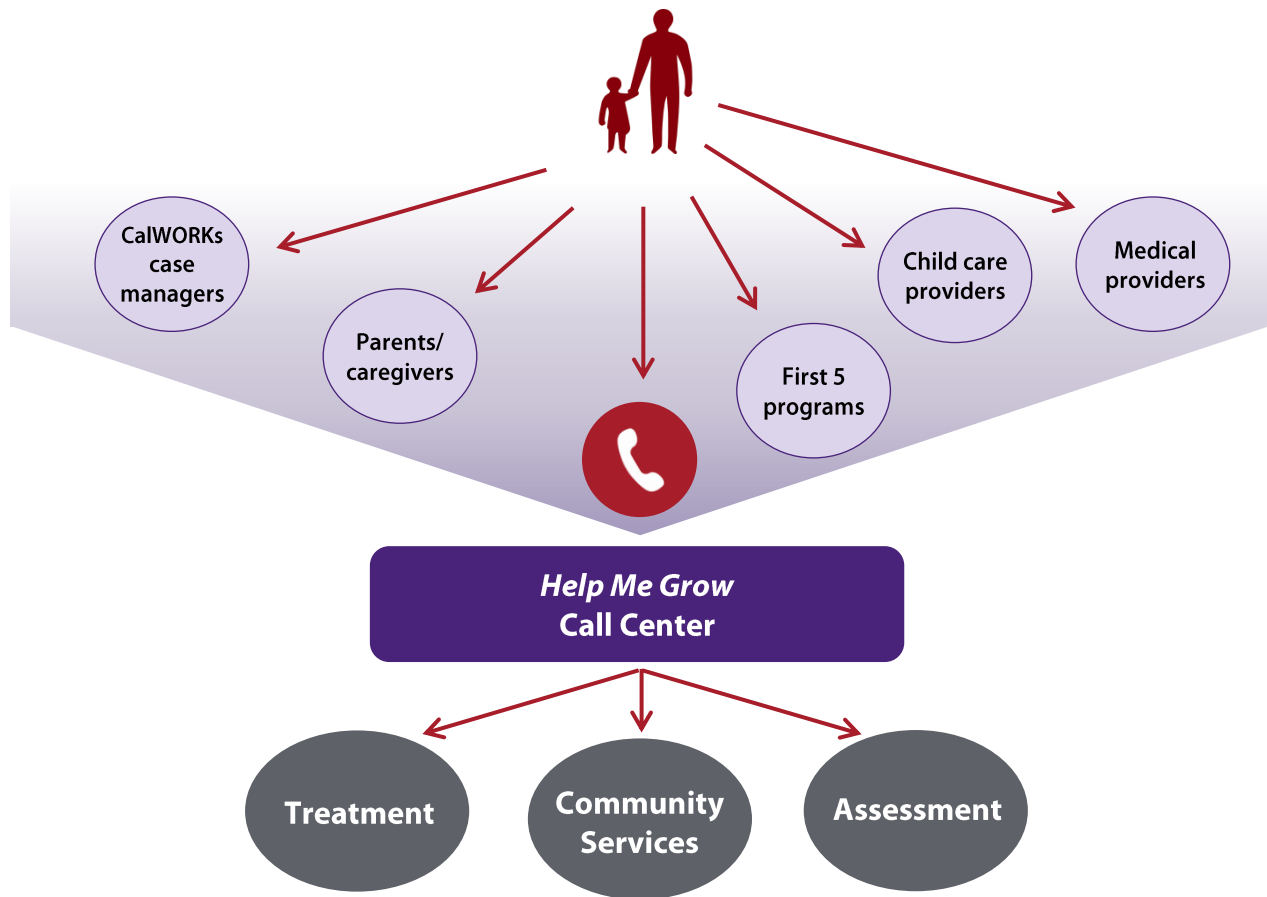 CalWORKs
case
managers
Parents/
caregivers
First 5
programs
Child care
providers
Medical
providers
Help Me Grow
Call Center
Treatment
Community
Services
Assessment